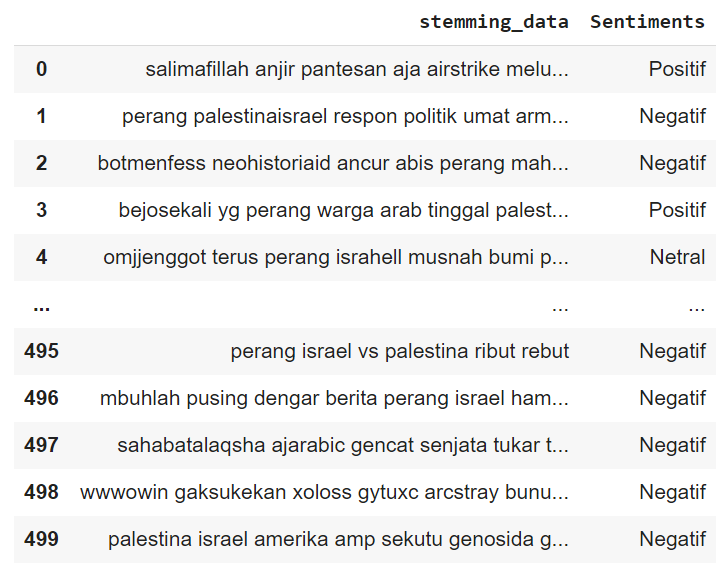 stemming_data Sentiments
0 salimafillah anjir pantesan aja airstrike melu... Positif
1 perang palestinaisrael respon politik umat arm... Negatif
2 botmenfess neohistoriaid ancur abis perang mah... Negatif
3 bejosekali yg perang warga arab tinggal palest... Positif
4 omjjenggot terus perang israhell musnah bumi p... Netral
... ... ...
495 perang israel vs palestina ribut rebut Negatif
496 mbuhlah pusing dengar berita perang israel ham... Negatif
497 sahabatalaqsha ajarabic gencat senjata tukar t... Negatif
498 wwwowin gaksukekan xoloss gytuxc arcstray bunu... Negatif
499 palestina israel amerika amp sekutu genosida g... Negatif